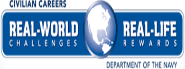 CIVILIAN CAREERS
REAL-WORLD REAL-LIFE
CHALLENGES REWARDS
DEPARTMENT OF THE NAVY